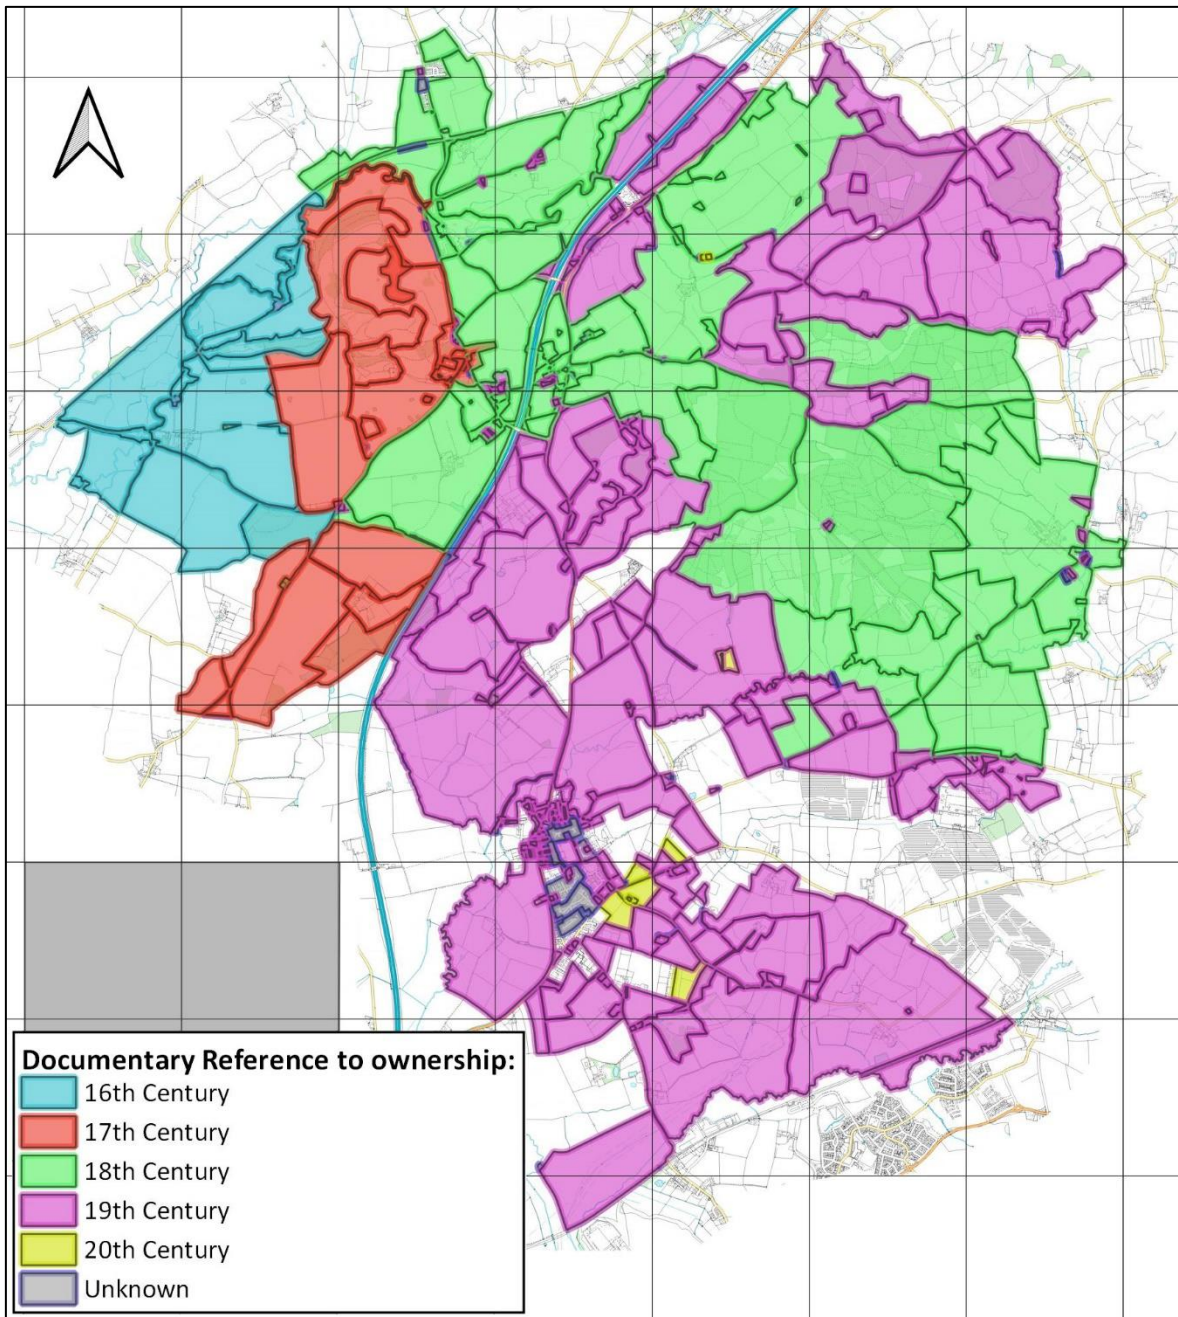 Documentary Reference to ownership:
16th Century
17th Century
18th Century
19th Century
20th Century
Unknown